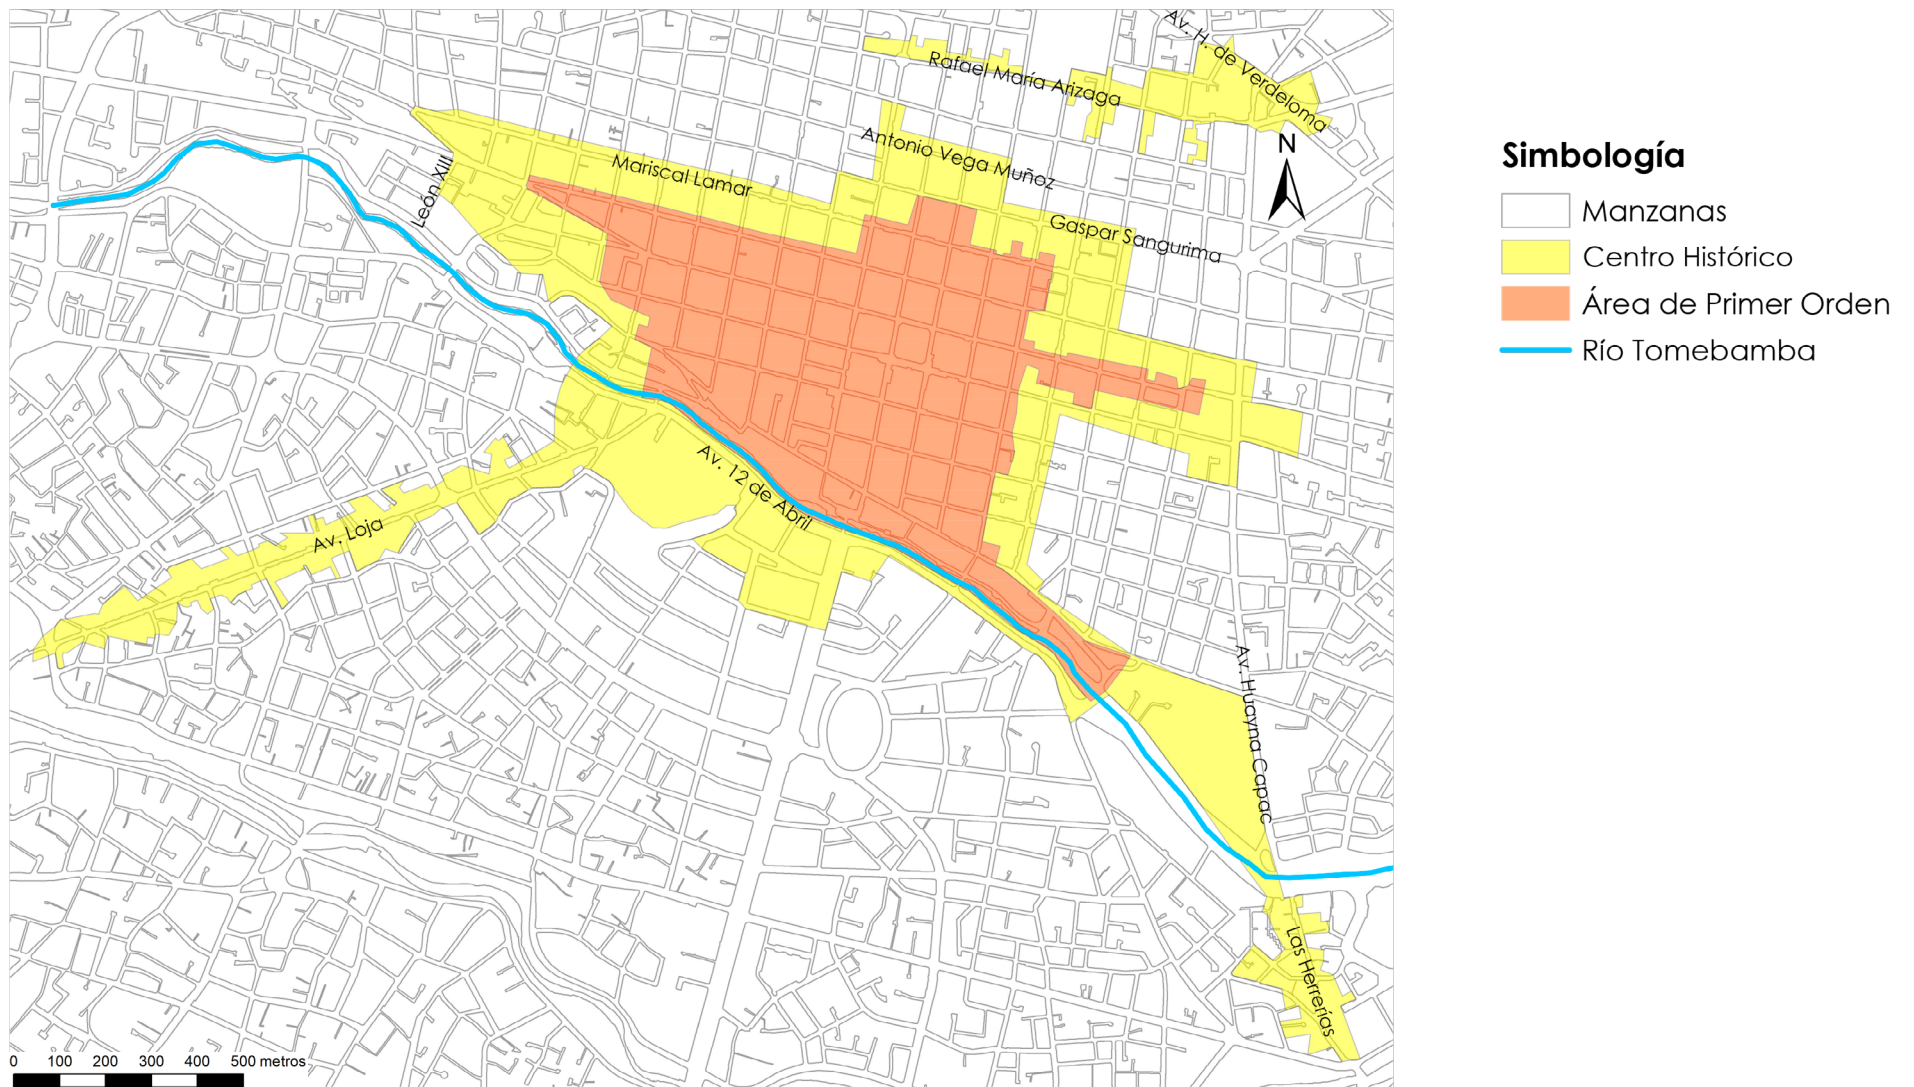 Av. H. de Verdeloma
Rafael María Arizaga
Antonio Vega Muñoz
Mariscal Lamar
León XIII
Gaspar Sangurima
N
Av. 12 de Abril
Av. Loja
Av. Huayna Capac
Las Herrerías
0 100 200 300 400 500 metros
Simbología
Manzanas
Centro Histórico
Área de Primer Orden
Río Tomebamba